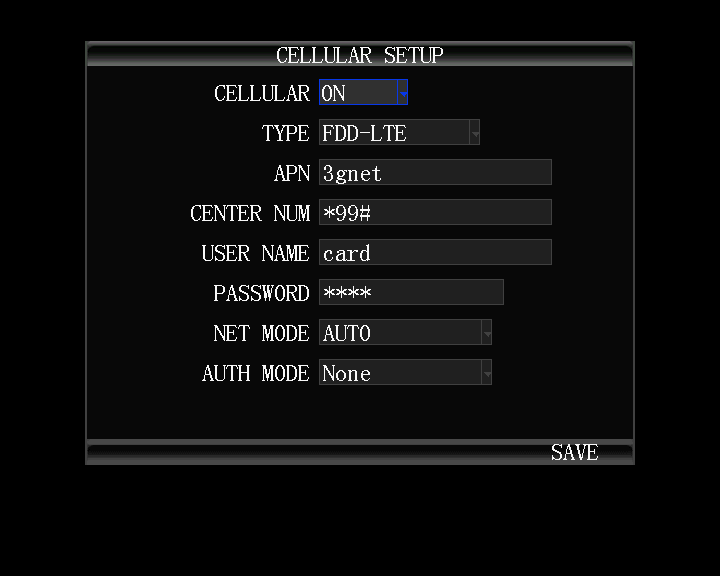 CELLULAR SETUP
CELLULAR ON
TYPE FDD-LTE
APN 3gnet
CENTER NUM *99#
USER NAME card
PASSWORD ****
NET MODE AUTO
AUTH MODE None
SAVE